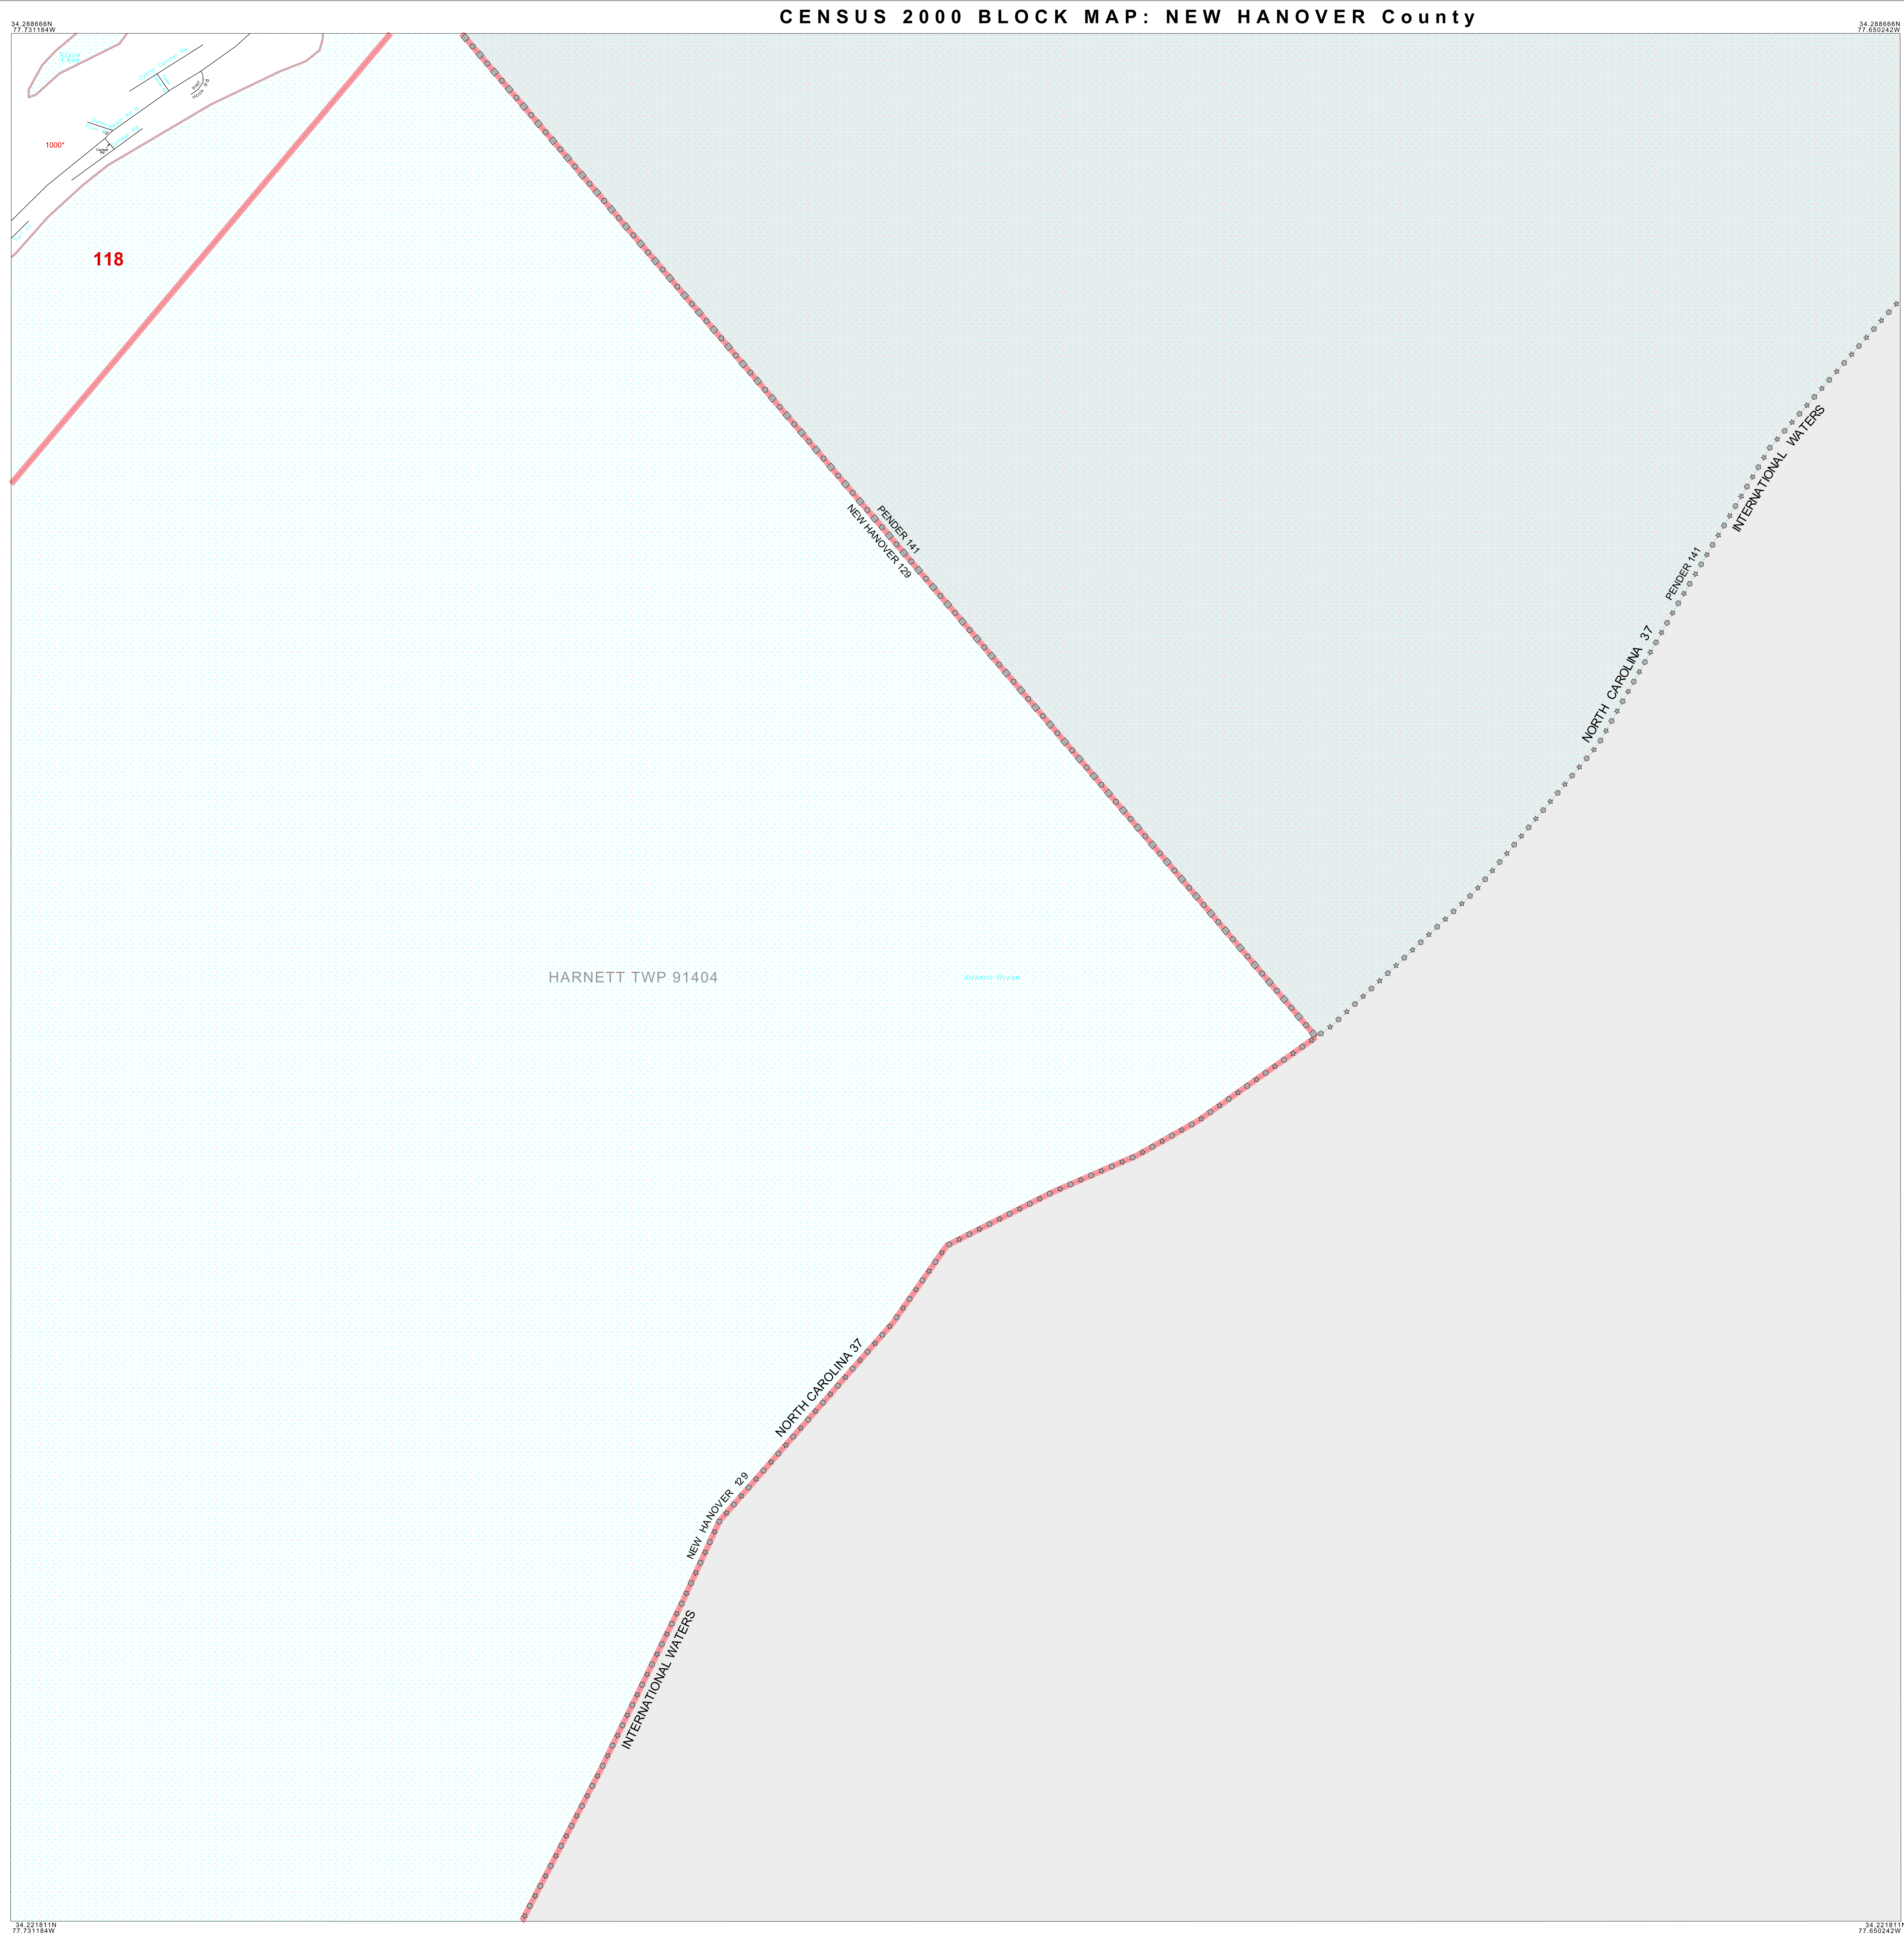 CENSUS 2000 BLOCK MAP: NEW HANOVER County
34.288666N
77.731184W
34.288666N
77.650242W
Nixon
Chan
1000*
118
PENDER 141
NEW HANOVER 129
INTERNATIONAL WATERS
PENDER 141
NORTH CAROLINA 37
HARNETT TWP 91404
Atlantic Ocean
NORTH CAROLINA 37
NEW HANOVER 129
INTERNATIONAL WATERS
34.221811N
77.731184W
34.221811N
77.650242W